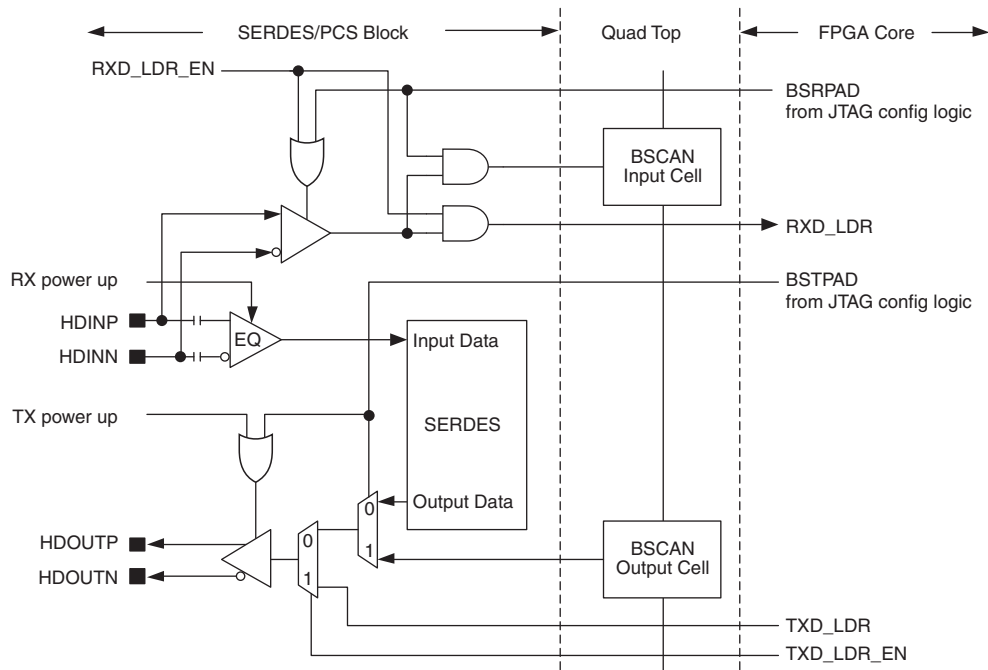 SERDES/PCS Block
Quad Top
FPGA Core
RXD_LDR_EN
BSRPAD
from JTAG config logic
BSCAN
Input Cell
RXD_LDR
RX power up
BSTPAD
from JTAG config logic
HDINP
EQ
Input Data
HDINN
TX power up
SERDES
Output Data
0
HDOUTP
0
1
BSCAN
Output Cell
HDOUTN
1
TXD_LDR
TXD_LDR_EN